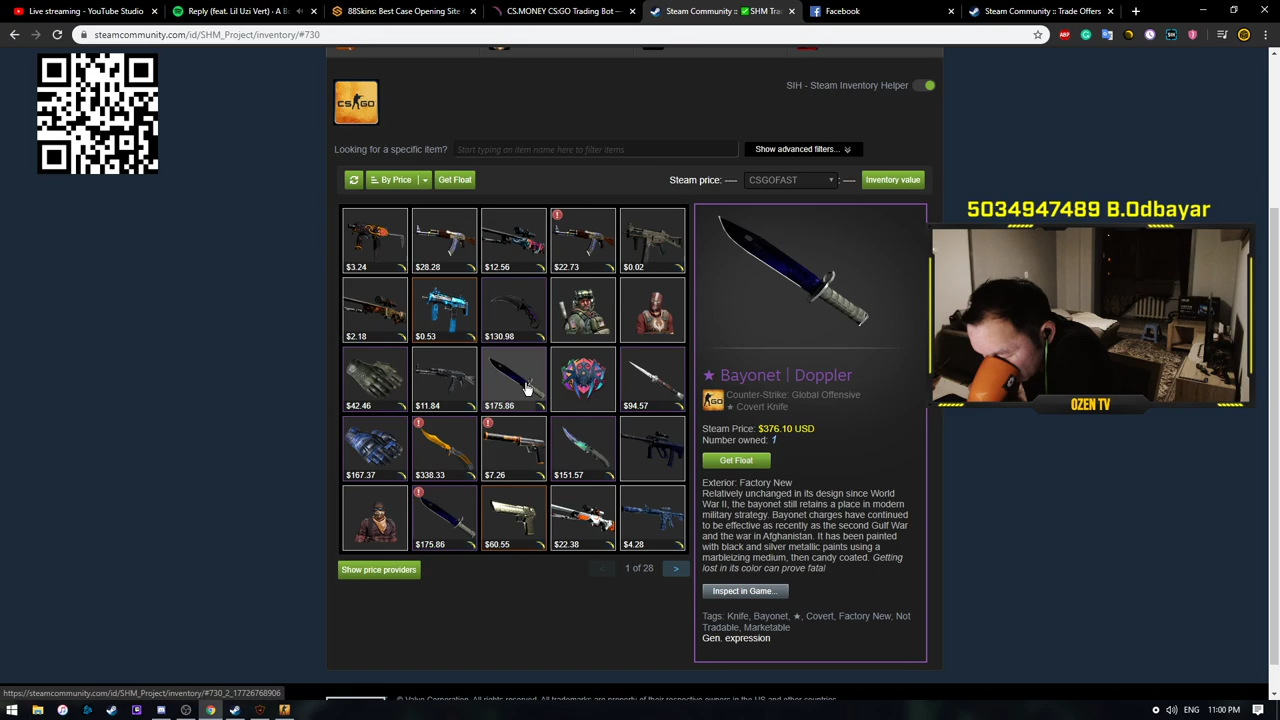 YouTube
Reply (feat. Lil Uzi Vert) - A B
88Skins: Best Case Opening Site
CS.MONEY CSGO Trading Bot —
Steam Community :: ✅ SHM Tra
Facebook
Steam Community :: Trade Offers
steamcommunity.com/id/SHM_Project/inventory/#730
CS GO
SIH - Steam Inventory Helper
Looking for a specific item?
Start typing an item name here to filter items
Show advanced filters...
By Price
Get Float
Steam price: ----
CSGOFAST
: ----
Inventory value
$3.24
$28.28
$12.56
$22.73
$0.02
$2.18
$0.53
$130.98
$42.46
$11.84
$175.86
$94.57
$167.37
$338.33
$7.26
$151.57
$175.86
$60.55
$22.38
$4.28
Show price providers
<
1 of 28
>
★ Bayonet | Doppler
Counter-Strike: Global Offensive
★ Covert Knife
Steam Price: $376.10 USD
Number owned: 1
Get Float
Exterior: Factory New
Relatively unchanged in its design since World
War II, the bayonet still retains a place in modern
military strategy. Bayonet charges have continued
to be effective as recently as the second Gulf War
and the war in Afghanistan. It has been painted
with black and silver metallic paints using a
marbleizing medium, then candy coated. Getting
lost in its color can prove fatal
Inspect in Game...
Tags: Knife, Bayonet, ★, Covert, Factory New, Not
Tradable, Marketable
Gen. expression
5034947489 B.Odbayar
OZEN TV
https://steamcommunity.com/id/SHM_Project/inventory/#730_2_17726768906
© Valve Corporation. All rights reserved. All trademarks are property of their respective owners in the US and other countries.
ENG
11:00 PM